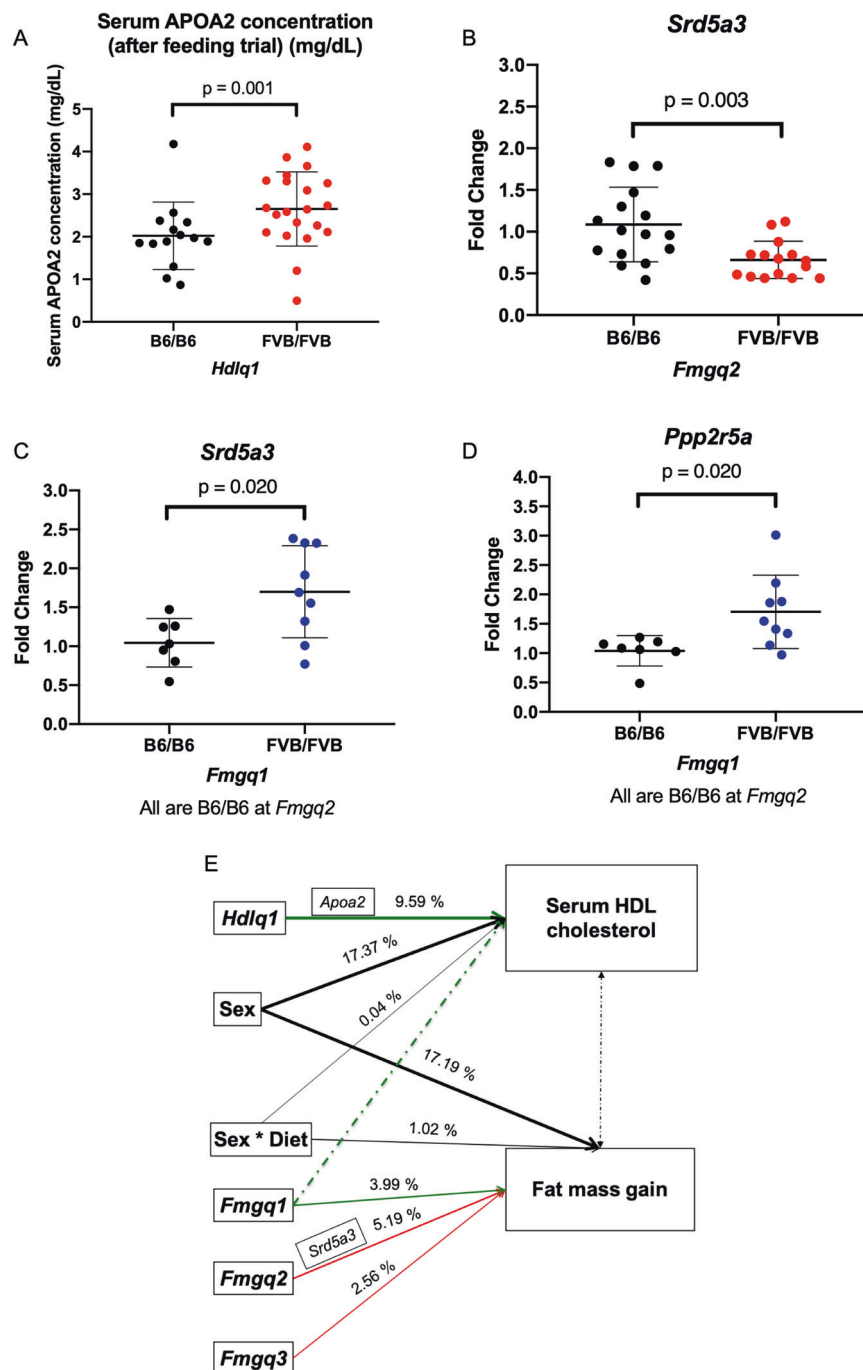 A
Serum APOA2 concentration
(after feeding trial) (mg/dL)
Serum APOA2 concentration (mg/dL)
p = 0.001
5
4
3
2
1
0
B6/B6
FVB/FVB
Hdlq1
B
Srd5a3
Fold Change
p = 0.003
3.0
2.5
2.0
1.5
1.0
0.5
0.0
B6/B6
FVB/FVB
Fmgq2
C
Srd5a3
Fold Change
p = 0.020
3.0
2.5
2.0
1.5
1.0
0.5
0.0
B6/B6
FVB/FVB
Fmgq1
All are B6/B6 at Fmgq2
D
Ppp2r5a
Fold Change
p = 0.020
4.0
3.5
3.0
2.5
2.0
1.5
1.0
0.5
0.0
B6/B6
FVB/FVB
Fmgq1
All are B6/B6 at Fmgq2
E
Hdlq1
Apoa2
9.59 %
Serum HDL
cholesterol
17.37 %
Sex
0.04 %
17.19 %
Sex * Diet
1.02 %
Fat mass gain
Fmgq1
3.99 %
Srd5a3
5.19 %
Fmgq2
2.56 %
Fmgq3